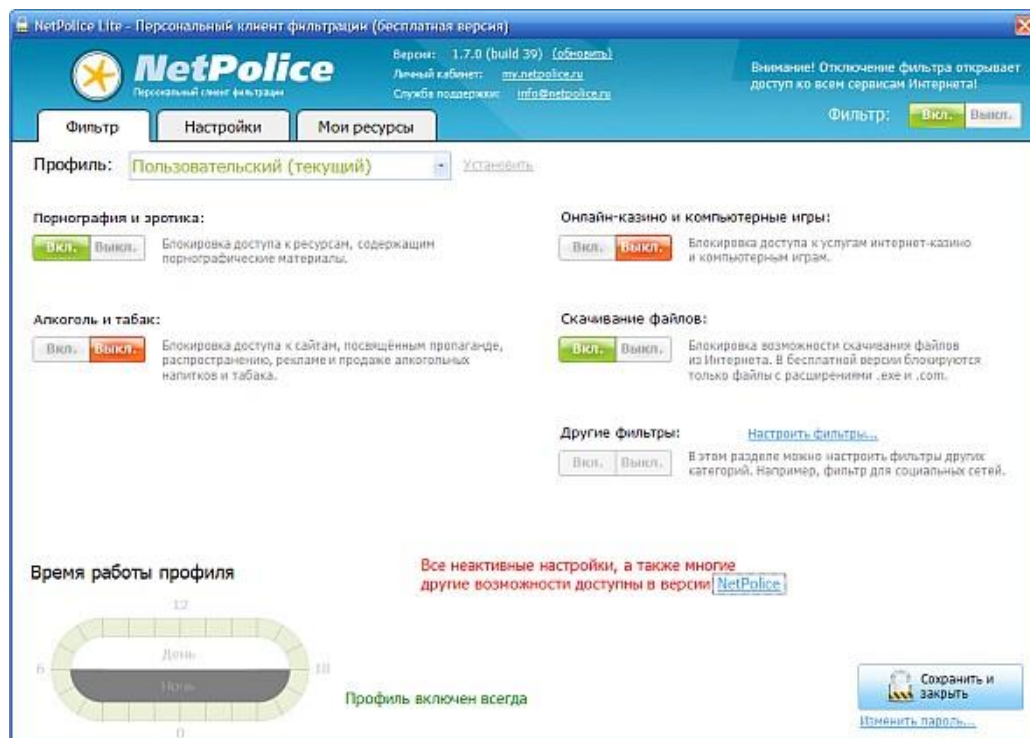 NetPolice Lite - Персональный клиент фильтрации (бесплатная версия)
NetPolice
Персональный клиент фильтрации
Версия: 1.7.0 (build 39) (обновить)
Личный кабинет: my.netpolice.ru
Служба поддержки: info@netpolice.ru
Внимание! Отключение фильтра открывает
доступ ко всем сервисам Интернета!
Фильтр: Вкл. Выкл.
Фильтр Настройки Мои ресурсы
Профиль: Пользовательский (текущий) Установить
Порнография и эротика:
Вкл. Выкл.
Блокировка доступа к ресурсам, содержащим
порнографические материалы.
Онлайн-казино и компьютерные игры:
Вкл. Выкл.
Блокировка доступа к услугам интернет-казино
и компьютерным играм.
Алкоголь и табак:
Вкл. Выкл.
Блокировка доступа к сайтам, посвящённым пропаганде,
распространению, рекламе и продаже алкогольных
напитков и табака.
Скачивание файлов:
Вкл. Выкл.
Блокировка возможности скачивания файлов
из Интернета. В бесплатной версии блокируются
только файлы с расширениями .exe и .com.
Другие фильтры: Настроить фильтры...
Вкл. Выкл.
В этом разделе можно настроить фильтры других
категорий. Например, фильтр для социальных сетей.
Время работы профиля
Все неактивные настройки, а также многие
другие возможности доступны в версии NetPolice
12
День
6 18
Ночь
0
Профиль включен всегда
Сохранить и
закрыть
Изменить пароль...